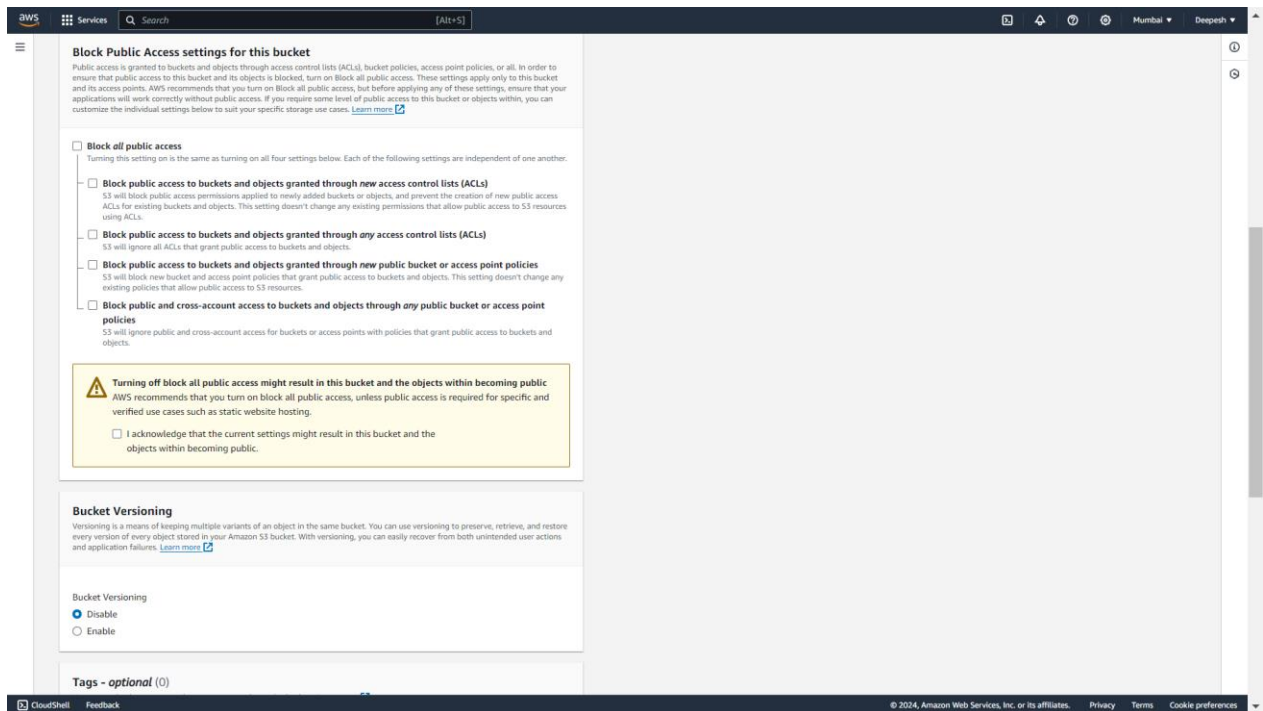 aws
Services
Search
[Alt+S]
Mumbai
Deepesh
Block Public Access settings for this bucket
Public access is granted to buckets and objects through access control lists (ACLs), bucket policies, access point policies, or all. In order to
ensure that public access to this bucket and its objects is blocked, turn on Block all public access. These settings apply only to this bucket
and its access points. AWS recommends that you turn on Block all public access, but before applying any of these settings, ensure that your
applications will work correctly without public access. If you require some level of public access to this bucket or objects within, you can
customize the individual settings below to suit your specific storage use cases. Learn more
Block all public access
Turning this setting on is the same as turning on all four settings below. Each of the following settings are independent of one another.
Block public access to buckets and objects granted through new access control lists (ACLs)
S3 will block public access permissions applied to newly added buckets or objects, and prevent the creation of new public access
ACLs for existing buckets and objects. This setting doesn't change any existing permissions that allow public access to S3 resources
using ACLs.
Block public access to buckets and objects granted through any access control lists (ACLs)
S3 will ignore all ACLs that grant public access to buckets and objects.
Block public access to buckets and objects granted through new public bucket or access point policies
S3 will block new bucket and access point policies that grant public access to buckets and objects. This setting doesn't change any
existing policies that allow public access to S3 resources.
Block public and cross-account access to buckets and objects through any public bucket or access point
policies
S3 will ignore public and cross-account access for buckets or access points with policies that grant public access to buckets and
objects.
Turning off block all public access might result in this bucket and the objects within becoming public
AWS recommends that you turn on block all public access, unless public access is required for specific and
verified use cases such as static website hosting.
I acknowledge that the current settings might result in this bucket and the
objects within becoming public.
Bucket Versioning
Versioning is a means of keeping multiple variants of an object in the same bucket. You can use versioning to preserve, retrieve, and restore
every version of every object stored in your Amazon S3 bucket. With versioning, you can easily recover from both unintended user actions
and application failures. Learn more
Bucket Versioning
Disable
Enable
Tags - optional (0)
CloudShell
Feedback
© 2024, Amazon Web Services, Inc. or its affiliates.
Privacy
Terms
Cookie preferences